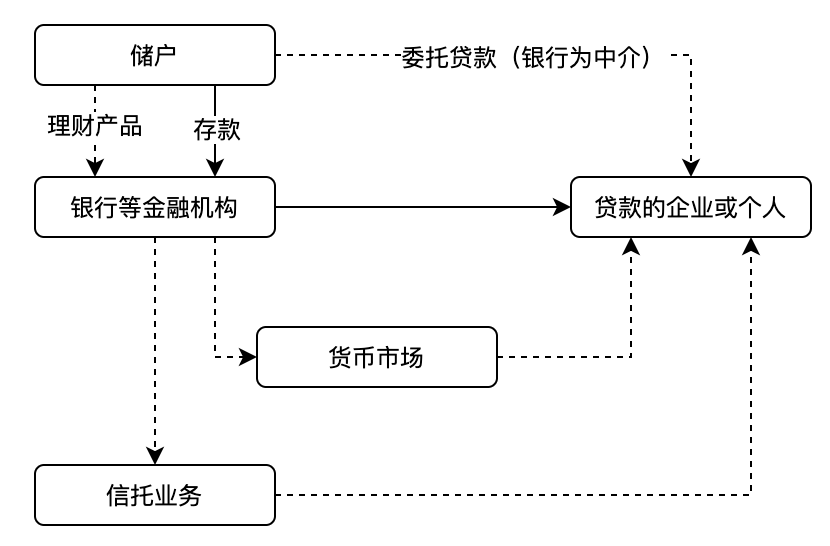 储户
委托贷款（银行为中介）
理财产品
存款
银行等金融机构
贷款的企业或个人
货币市场
信托业务